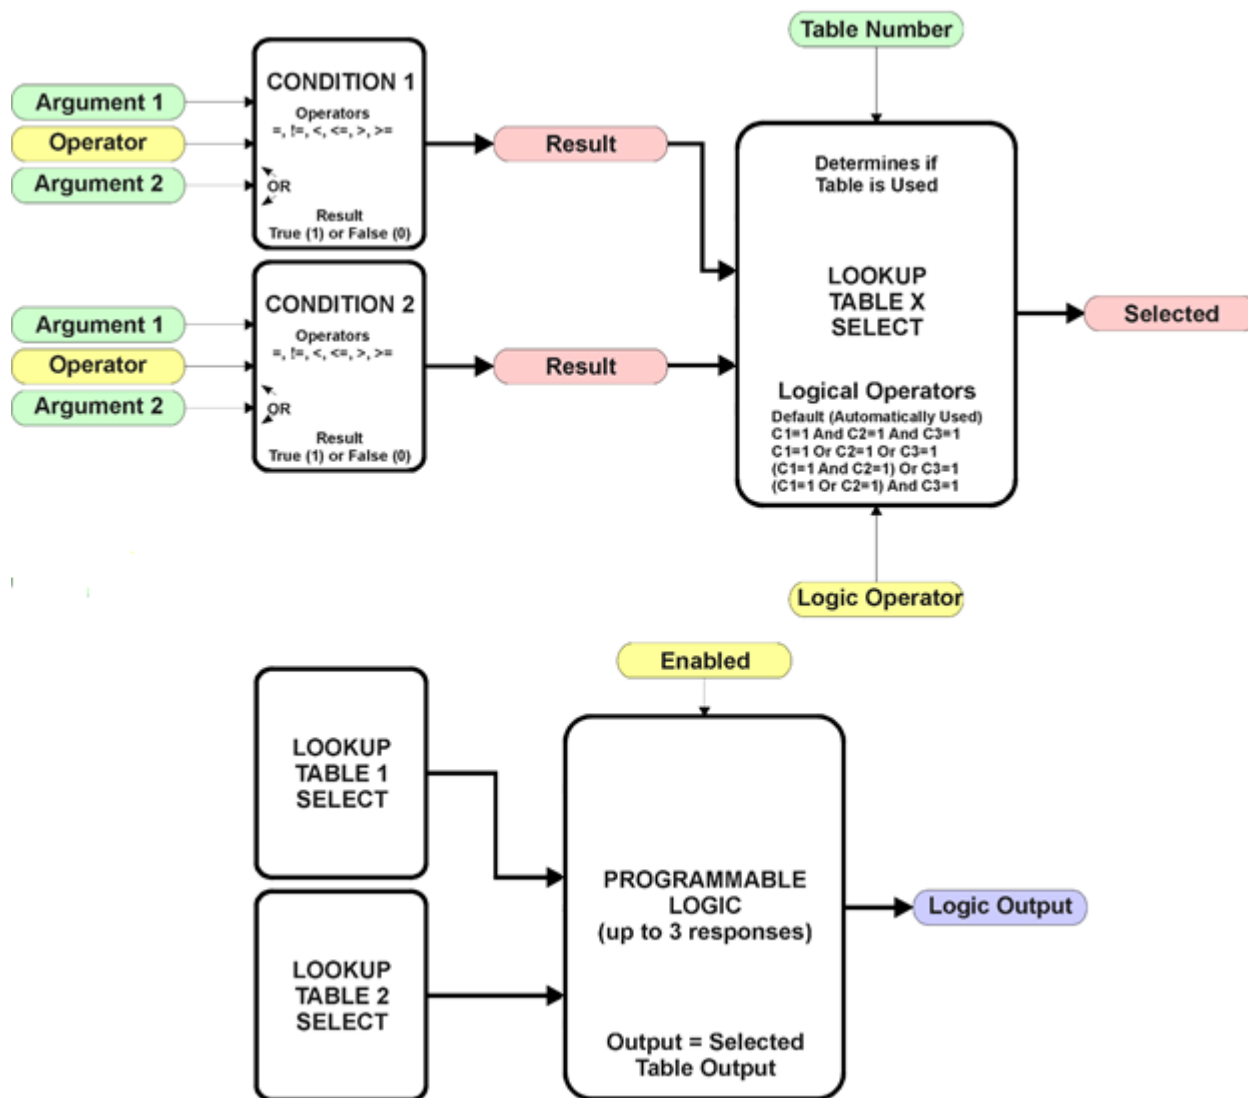 Table Number
Argument 1
Operator
Argument 2
CONDITION 1
Operators
=, !=, <, <=, >, >=
OR
Result
True (1) or False (0)
Result
Argument 1
Operator
Argument 2
CONDITION 2
Operators
=, !=, <, <=, >, >=
OR
Result
True (1) or False (0)
Result
Determines if
Table is Used
LOOKUP
TABLE X
SELECT
Logical Operators
Default (Automatically Used)
C1=1 And C2=1 And C3=1
C1=1 Or C2=1 Or C3=1
(C1=1 And C2=1) Or C3=1
(C1=1 Or C2=1) And C3=1
Selected
Logic Operator
Enabled
LOOKUP
TABLE 1
SELECT
LOOKUP
TABLE 2
SELECT
PROGRAMMABLE
LOGIC
(up to 3 responses)
Output = Selected
Table Output
Logic Output